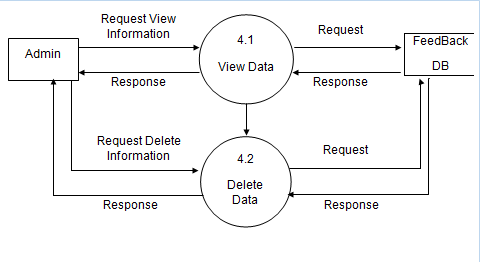 Request View
Information
Request
4.1
View Data
Admin
FeedBack
DB
Response
Response
Request Delete
Information
Request
4.2
Delete
Data
Response
Response